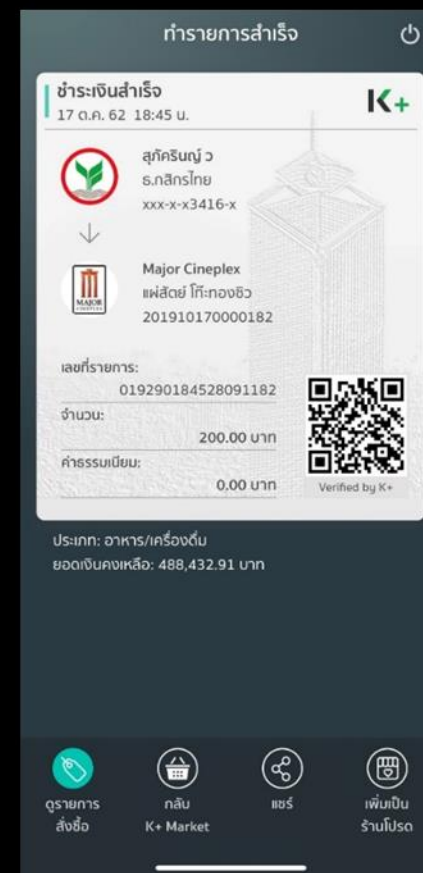 ทำรายการสำเร็จ
ชำระเงินสำเร็จ
17 ต.ค. 62 18:45 น.
K+
สุภัครินญ์ ว
ธ.กสิกรไทย
xxx-x-x3416-x
MAJOR
CINEPLEX
Major Cineplex
แผ่สัตย์ โก๊ะทองซิว
201910170000182
เลขที่รายการ:
019290184528091182
จำนวน:
200.00 บาท
ค่าธรรมเนียม:
0.00 บาท
Verified by K+
ประเภท: อาหาร/เครื่องดื่ม
ยอดเงินคงเหลือ: 488,432.91 บาท
ดูรายการ
สั่งซื้อ
กลับ
K+ Market
แชร์
เพิ่มเป็น
ร้านโปรด